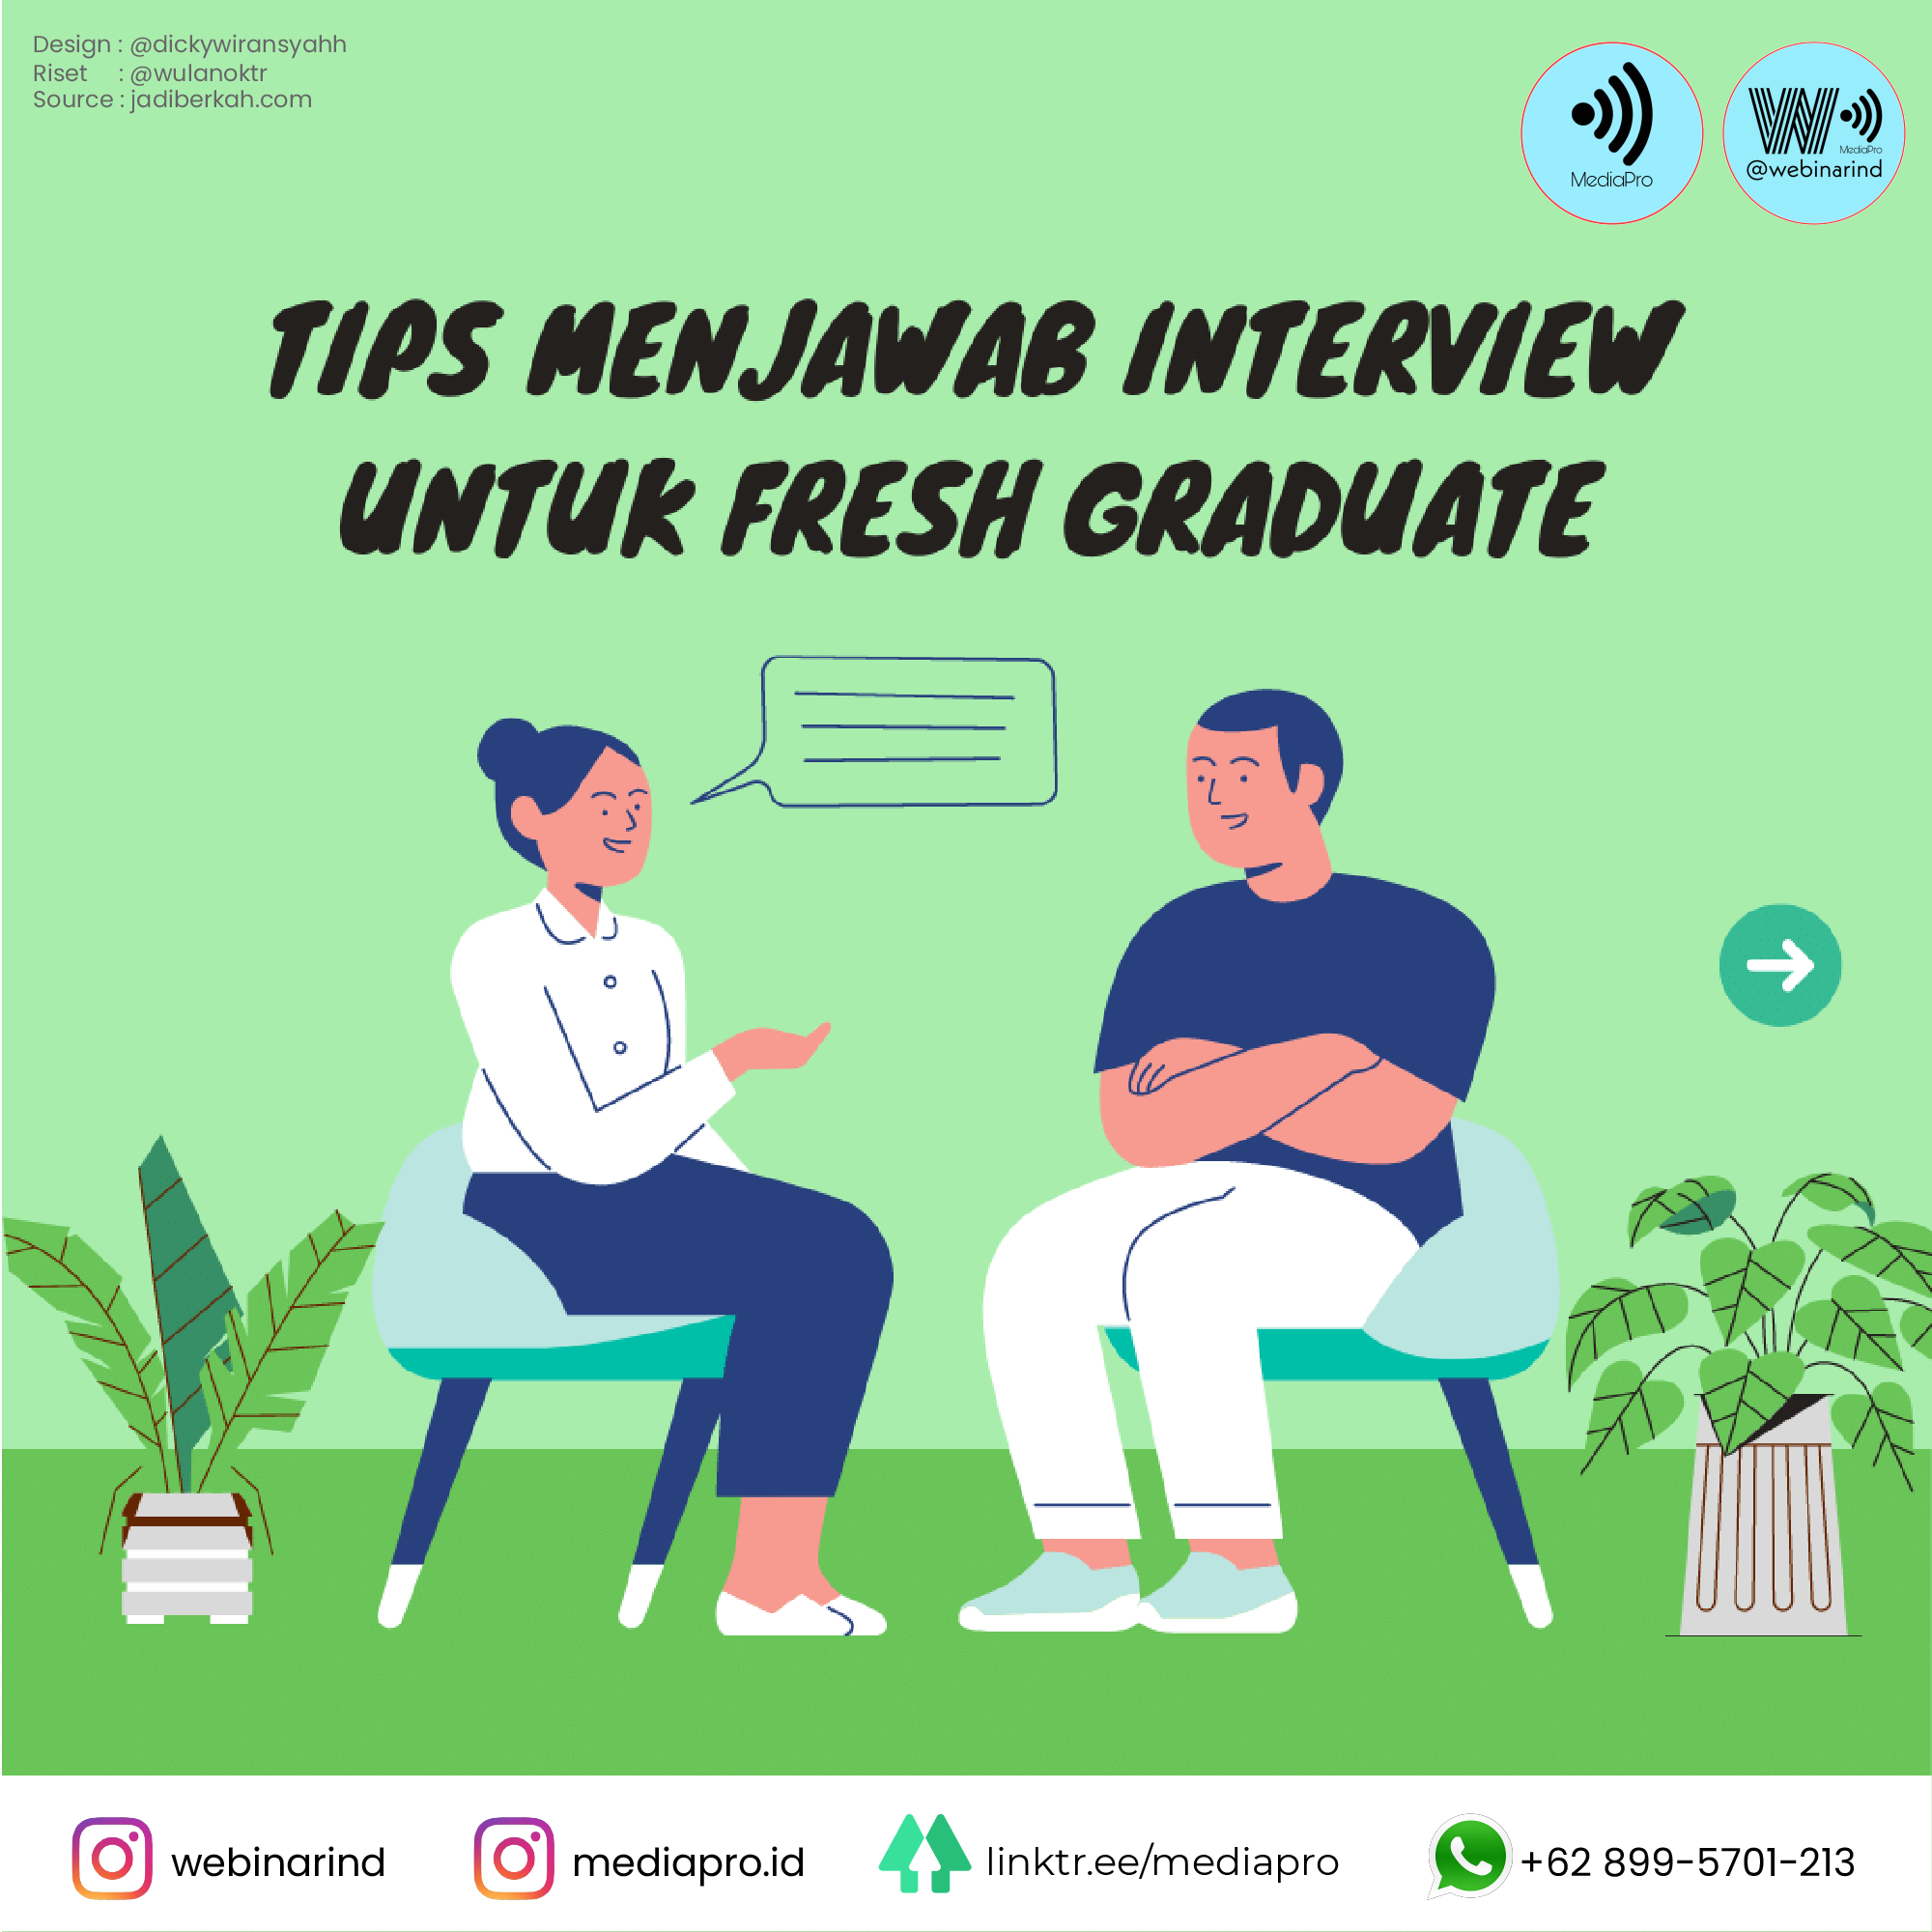 Design : @dickywiransyahh
Riset : @wulanoktr
Source : jadiberkah.com
MediaPro
MediaPro
@webinarind
TIPS MENJAWAB INTERVIEW
UNTUK FRESH GRADUATE
webinarind
mediapro.id
linktr.ee/mediapro
+62 899-5701-213